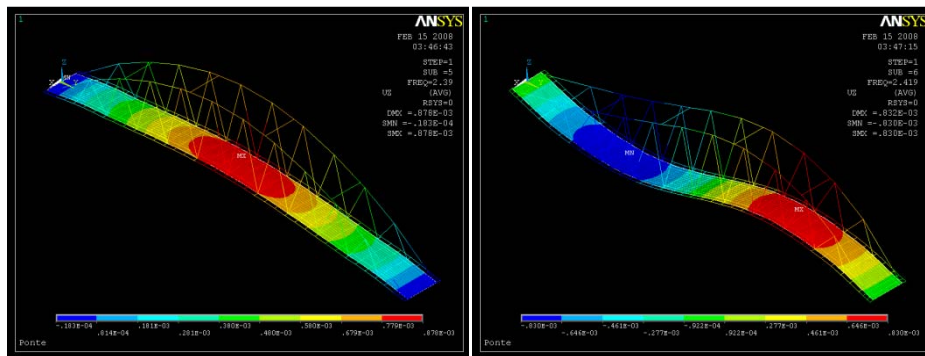 1
ANSYS
FEB 15 2008
03:46:43
STEP=1
SUB =5
FREQ=2.39
UZ (AVG)
RSYS=0
DMX =.878E-03
SMN =-.183E-04
SMX =.878E-03
MX
-.183E-04 .181E-03 .380E-03 .580E-03 .779E-03
.814E-04 .281E-03 .480E-03 .679E-03 .878E-03
Ponte
1
ANSYS
FEB 15 2008
03:47:15
STEP=1
SUB =6
FREQ=2.419
UZ (AVG)
RSYS=0
DMX =.832E-03
SMN =-.830E-03
SMX =.830E-03
MN
MX
-.830E-03 -.461E-03 -.922E-04 .277E-03 .646E-03
-.646E-03 -.277E-03 .922E-04 .461E-03 .830E-03
Ponte